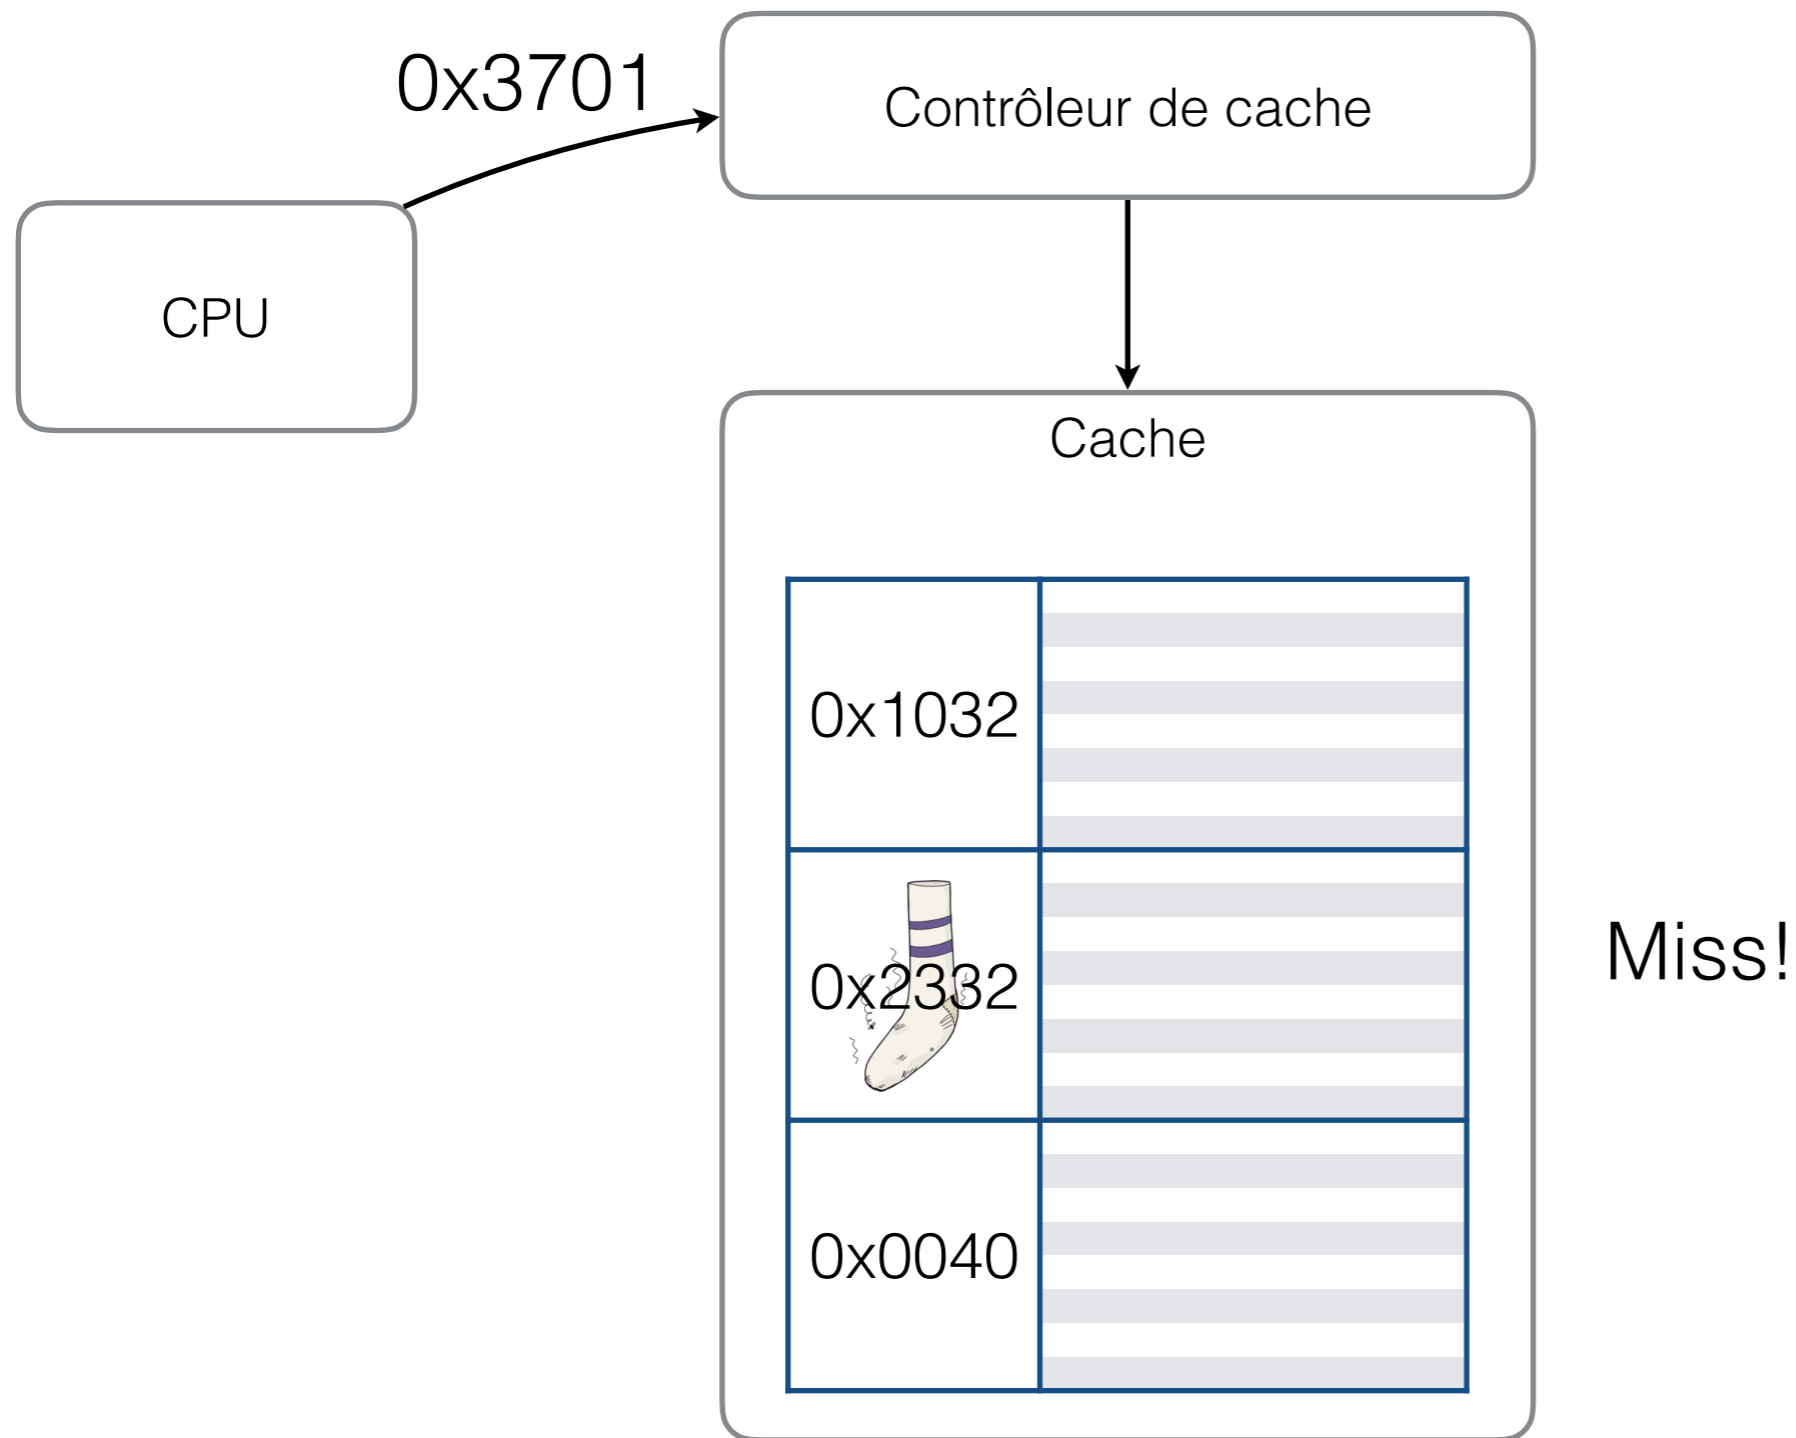 0x3701
Contrôleur de cache
CPU
Cache
0x1032
0x2332
Miss!
0x0040